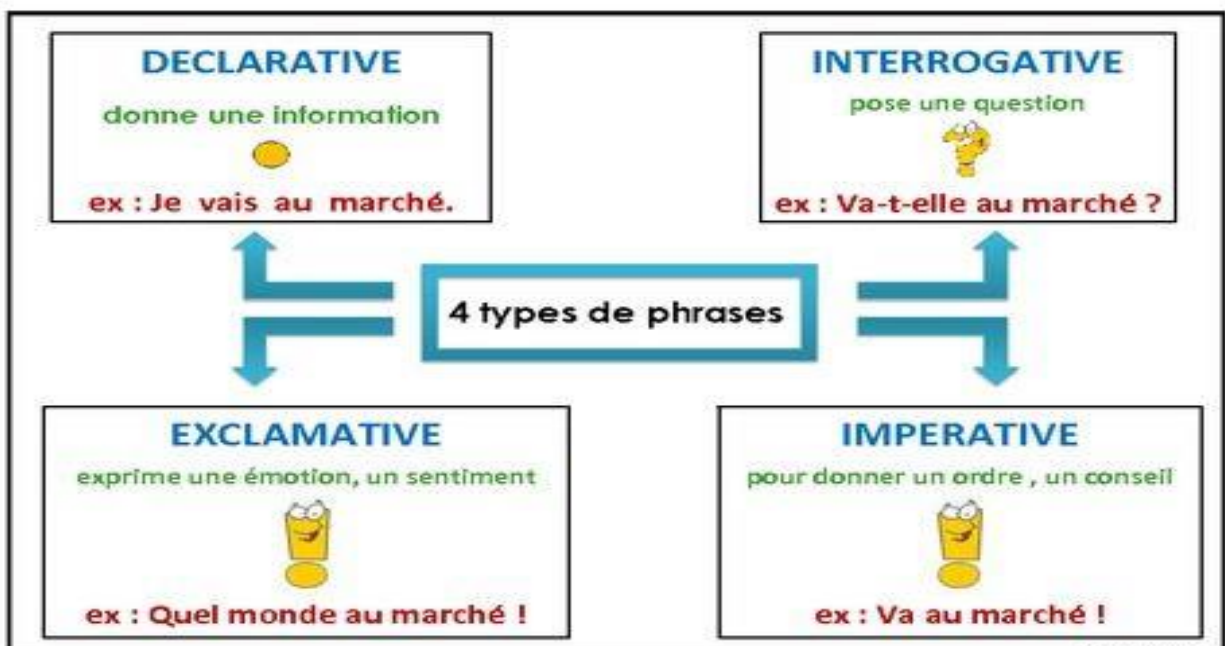 DECLARATIVE
donne une information
ex : Je vais au marché.
INTERROGATIVE
pose une question
ex : Va-t-elle au marché ?
4 types de phrases
EXCLAMATIVE
exprime une émotion, un sentiment
ex : Quel monde au marché !
IMPERATIVE
pour donner un ordre , un conseil
ex : Va au marché !